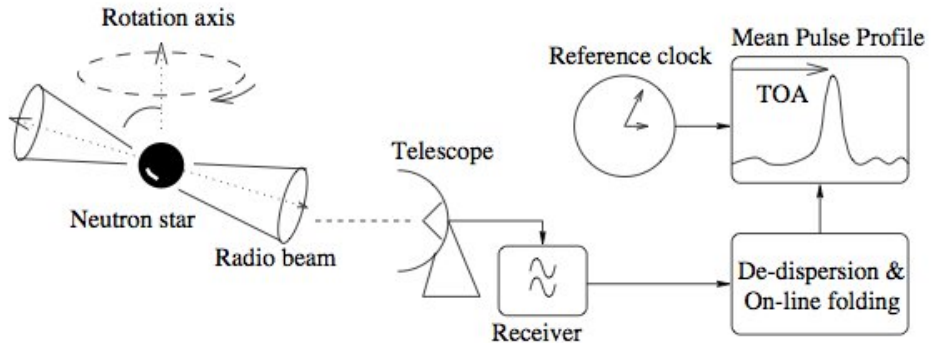 Rotation axis
Neutron star
Radio beam
Telescope
Receiver
Reference clock
Mean Pulse Profile
TOA
De-dispersion &
On-line folding